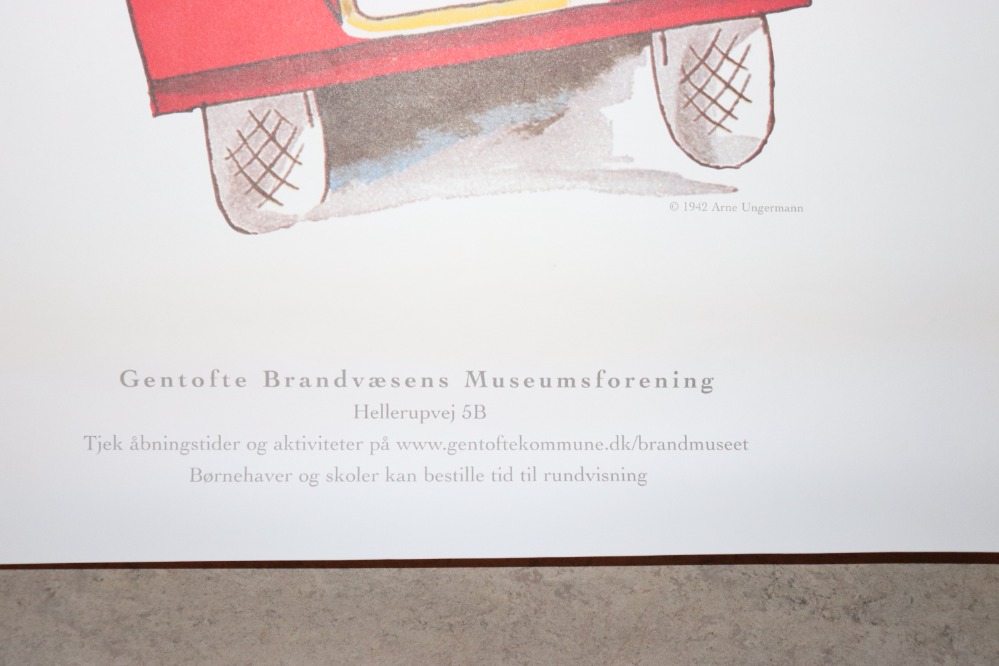 © 1942 Arne Ungermann
Gentofte Brandvæsens Museumsforening
Hellerupvej 5B
Tjek åbningstider og aktiviteter på www.gentoftekommune.dk/brandmuseet
Børnehaver og skoler kan bestille tid til rundvisning